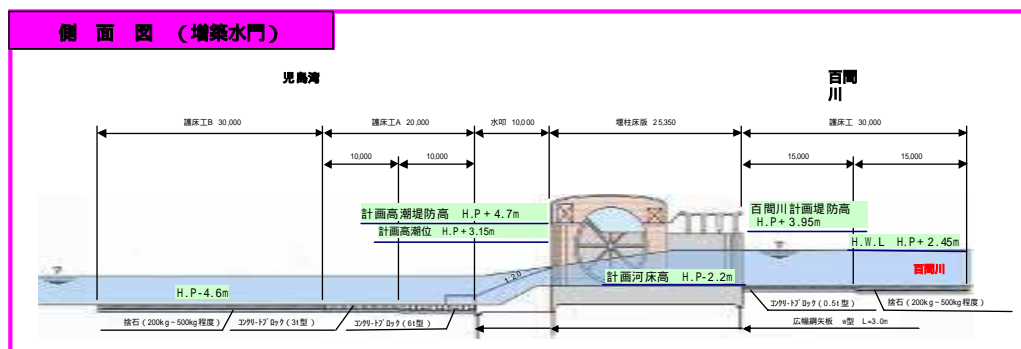 側 面 図 （増築水門）
児島湾
百間
川
護床工B 30,000
護床工A 20,000
水叩 10,000
堰柱床版 25,350
護床工 30,000
10,000
10,000
15,000
15,000
計画高潮堤防高 H.P+4.7m
計画高潮位 H.P+3.15m
百間川計画堤防高
H.P+3.95m
H.W.L H.P+2.45m
百間川
1:2.0
計画河床高 H.P-2.2m
H.P-4.6m
捨石(200kg~500kg程度)
コンクリートブロック(3t型)
コンクリートブロック(6t型)
コンクリートブロック(0.5t型)
捨石(200kg~500kg程度)
広幅鋼矢板 w型 L=3.0m